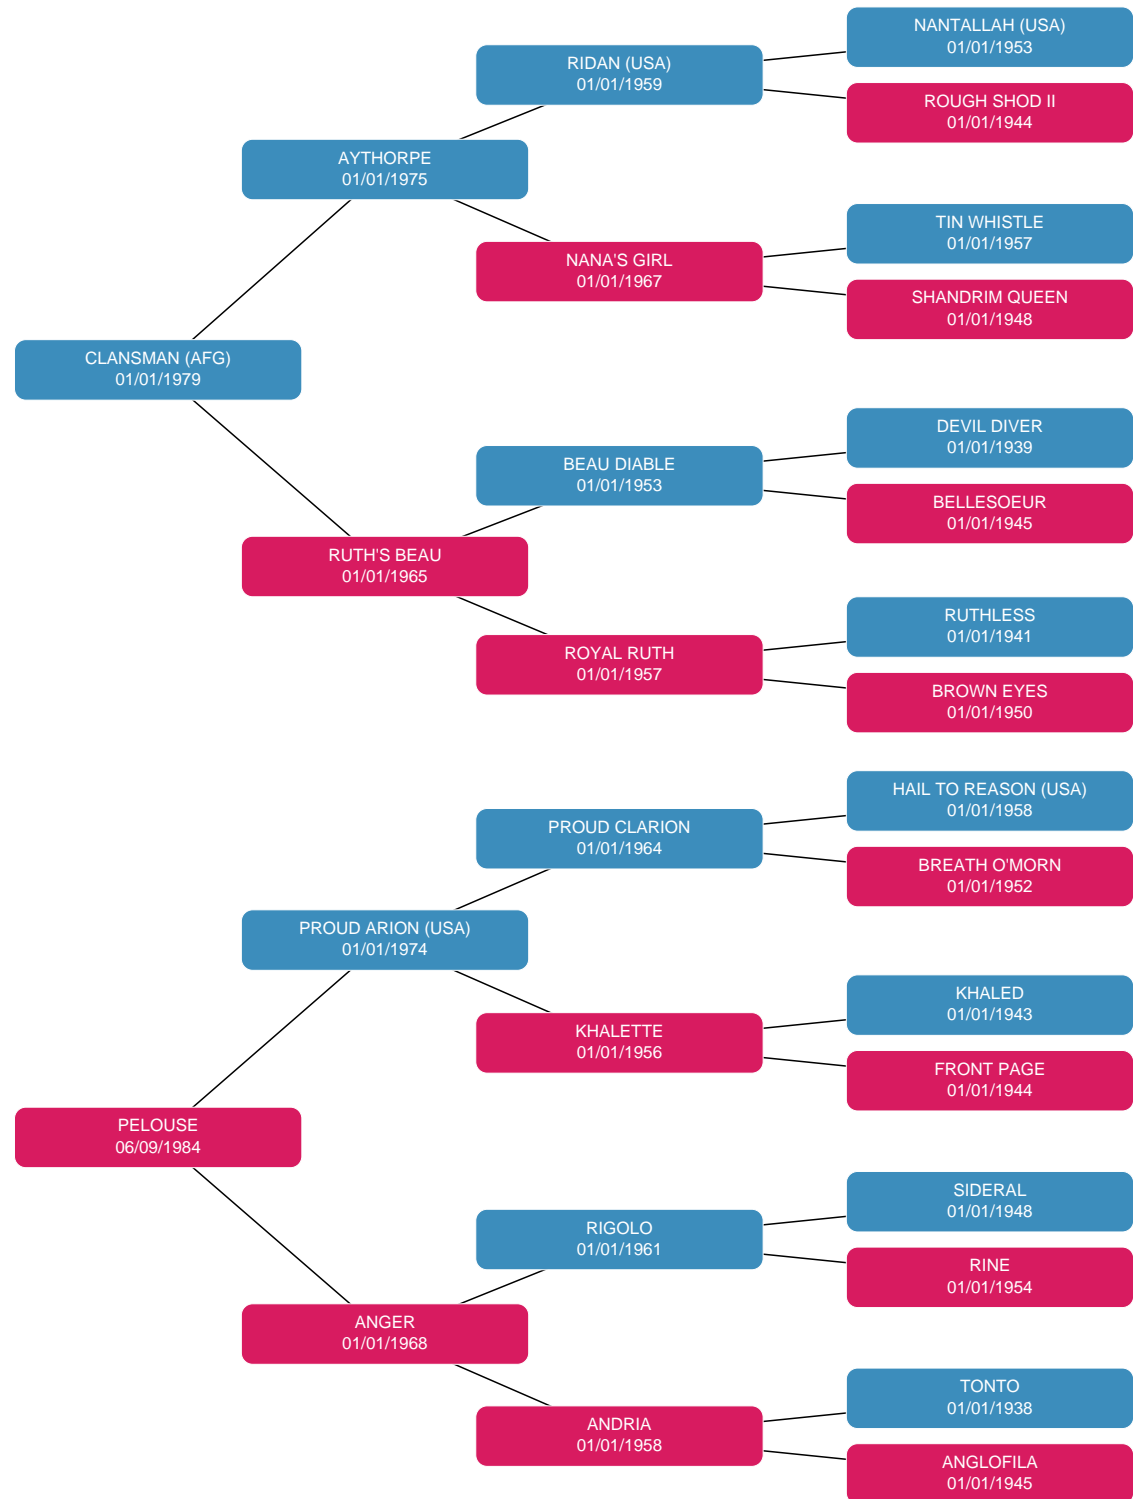 NANTALLAH (USA)
01/01/1953
RIDAN (USA)
01/01/1959
ROUGH SHOD II
01/01/1944
AYTHORPE
01/01/1975
TIN WHISTLE
01/01/1957
NANA'S GIRL
01/01/1967
SHANDRIM QUEEN
01/01/1948
CLANSMAN (AFG)
01/01/1979
DEVIL DIVER
01/01/1939
BEAU DIABLE
01/01/1953
BELLESOEUR
01/01/1945
RUTH'S BEAU
01/01/1965
RUTHLESS
01/01/1941
ROYAL RUTH
01/01/1957
BROWN EYES
01/01/1950
HAIL TO REASON (USA)
01/01/1958
PROUD CLARION
01/01/1964
BREATH O'MORN
01/01/1952
PROUD ARION (USA)
01/01/1974
KHALED
01/01/1943
KHALETTE
01/01/1956
FRONT PAGE
01/01/1944
PELOUSE
06/09/1984
SIDERAL
01/01/1948
RIGOLO
01/01/1961
RINE
01/01/1954
ANGER
01/01/1968
TONTO
01/01/1938
ANDRIA
01/01/1958
ANGLOFILA
01/01/1945